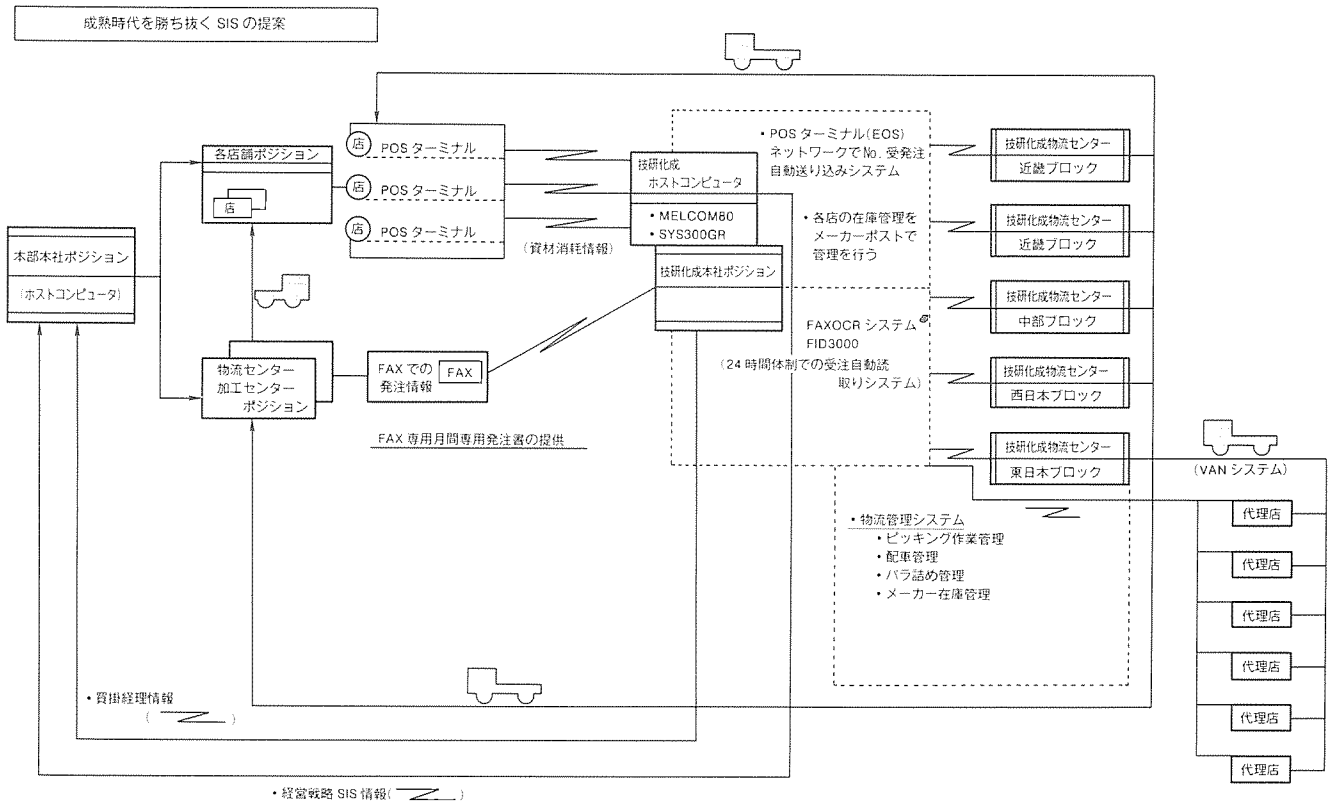 成熟時代を勝ち抜く SIS の提案
各店舗ポジション
店
店 POS ターミナル
店 POS ターミナル
店 POS ターミナル
(資材消耗情報)
本部本社ポジション
(ホストコンピュータ)
物流センター
加工センター
ポジション
FAX での
発注情報
FAX
FAX 専用月間専用発注書の提供
技研化成
ホストコンピュータ
・MELCOM80
・SYS300GR
技研化成本社ポジション
・POS ターミナル(EOS)
ネットワークでNo. 受発注
自動送り込みシステム
・各店の在庫管理を
メーカーポストで
管理を行う
FAXOCR システム
FID3000
(24 時間体制での受注自動読
取りシステム)
技研化成物流センター
近畿ブロック
技研化成物流センター
近畿ブロック
技研化成物流センター
中部ブロック
技研化成物流センター
西日本ブロック
技研化成物流センター
東日本ブロック
(VAN システム)
・物流管理システム
・ピッキング作業管理
・配車管理
・バラ詰め管理
・メーカー在庫管理
代理店
代理店
代理店
代理店
代理店
代理店
・買掛経理情報
( )
・経営戦略 SIS 情報( )